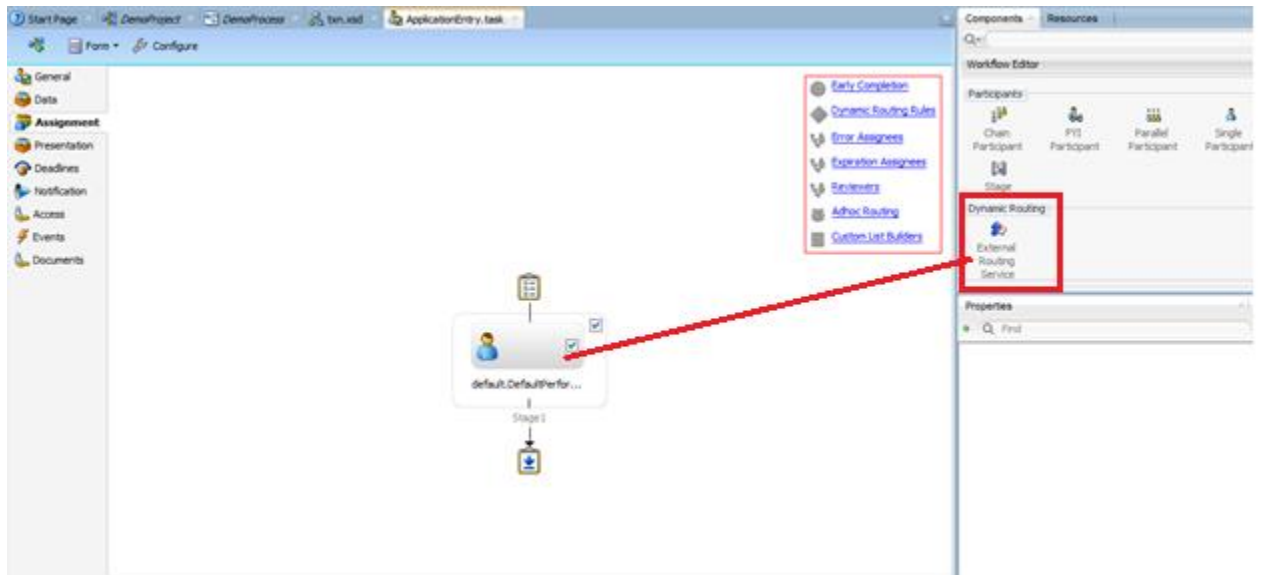 Start Page DemoProject DemoProcess txn.xsd ApplicationEntry.task
Form Configure
General
Data
Assignment
Presentation
Deadlines
Notification
Access
Events
Documents
Early Completion
Dynamic Routing Rules
Error Assignees
Expiration Assignees
Reviewers
Adhoc Routing
Custom List Builders
default.DefaultPerfor...
Stage1
Components Resources
Workflow Editor
Participants
Chain
Participant
FYI
Participant
Parallel
Participant
Single
Participant
Stage
Dynamic Routing
External
Routing
Service
Properties
Find